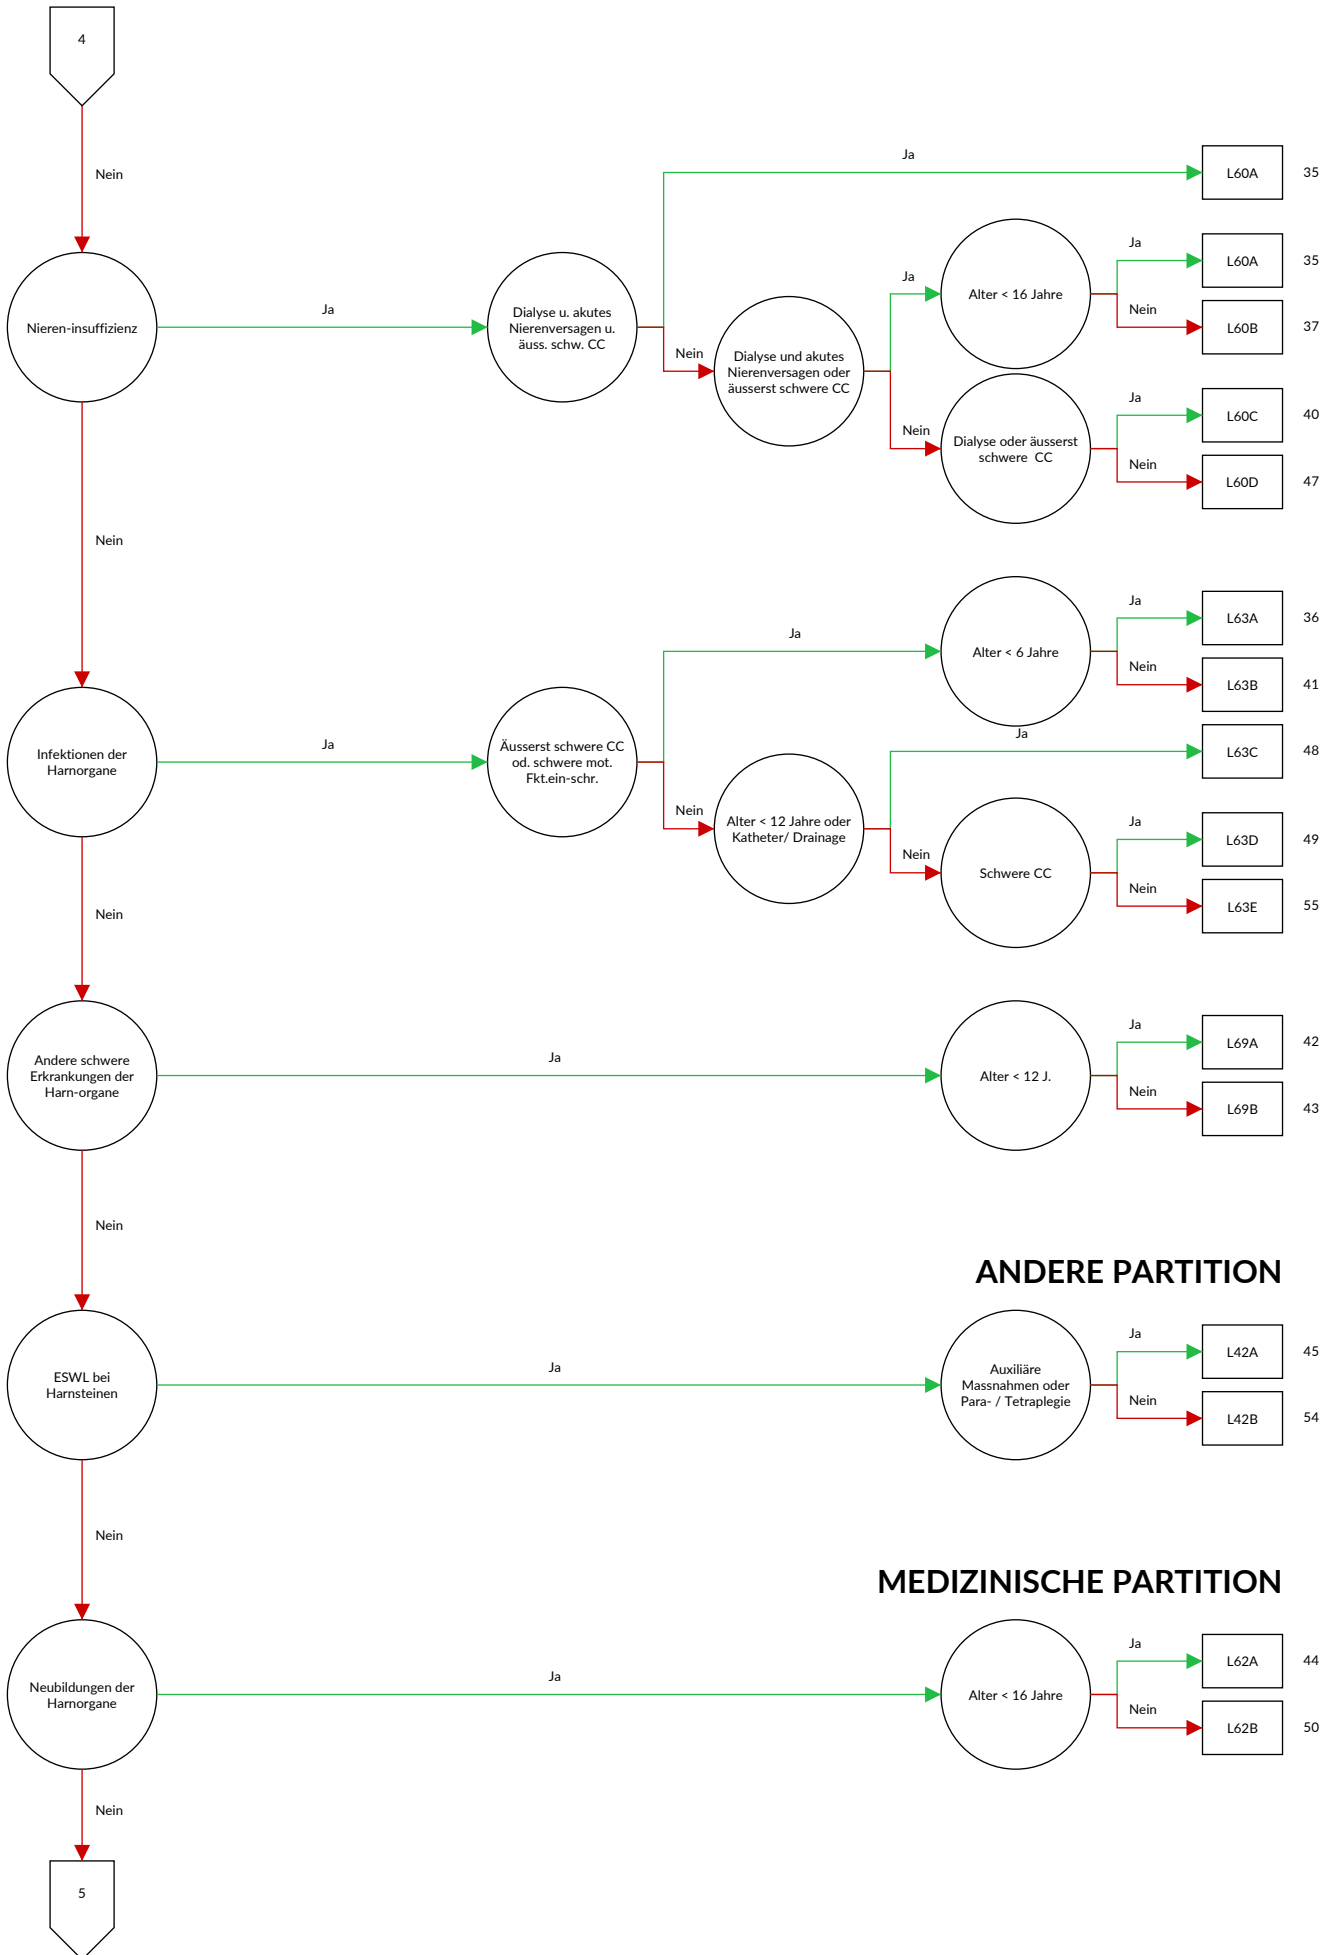 4
Nein
Ja
L60A 35
Ja
L60A 35
Alter < 16 Jahre
Ja
Nein
L60B 37
Nieren-insuffizienz
Ja
Dialyse u. akutes
Nierenversagen u.
äuss. schw. CC
Nein
Dialyse und akutes
Nierenversagen oder
äusserst schwere CC
Ja
L60C 40
Nein
Dialyse oder äusserst
schwere CC
Nein
L60D 47
Nein
Ja
L63A 36
Ja
Alter < 6 Jahre
Nein
L63B 41
Infektionen der
Harnorgane
Ja
Äusserst schwere CC
od. schwere mot.
Fkt.ein-schr.
Ja
L63C 48
Nein
Alter < 12 Jahre oder
Katheter/ Drainage
Ja
L63D 49
Nein
Schwere CC
Nein
L63E 55
Nein
Andere schwere
Erkrankungen der
Harn-organe
Ja
Alter < 12 J.
Ja
L69A 42
Nein
L69B 43
Nein
ANDERE PARTITION
ESWL bei
Harnsteinen
Ja
Auxiliäre
Massnahmen oder
Para- / Tetraplegie
Ja
L42A 45
Nein
L42B 54
Nein
MEDIZINISCHE PARTITION
Neubildungen der
Harnorgane
Ja
Alter < 16 Jahre
Ja
L62A 44
Nein
L62B 50
Nein
5